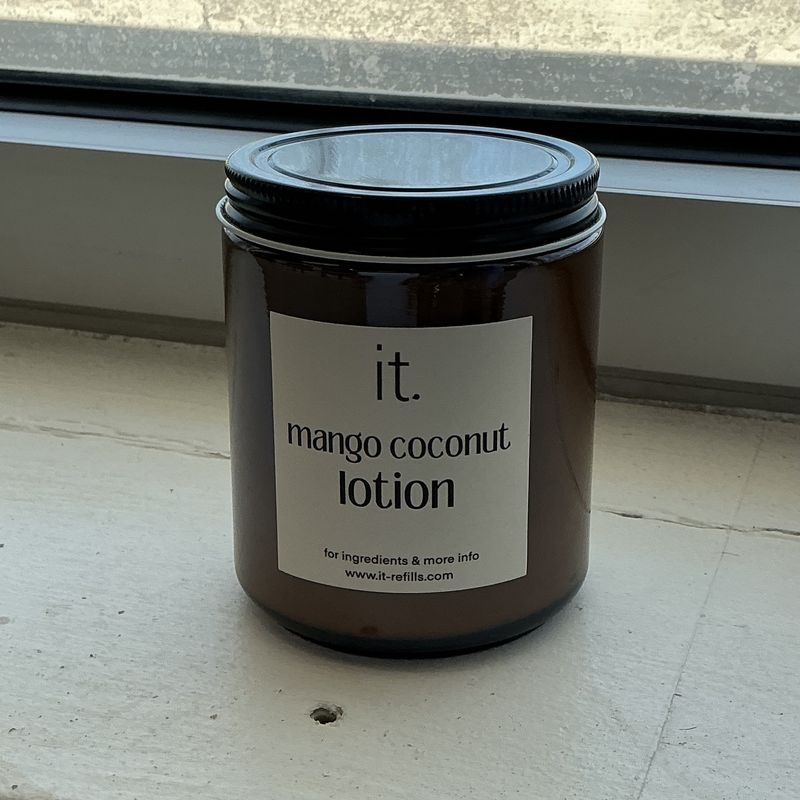 it.
mango coconut
lotion
for ingredients & more info
www.it-refills.com